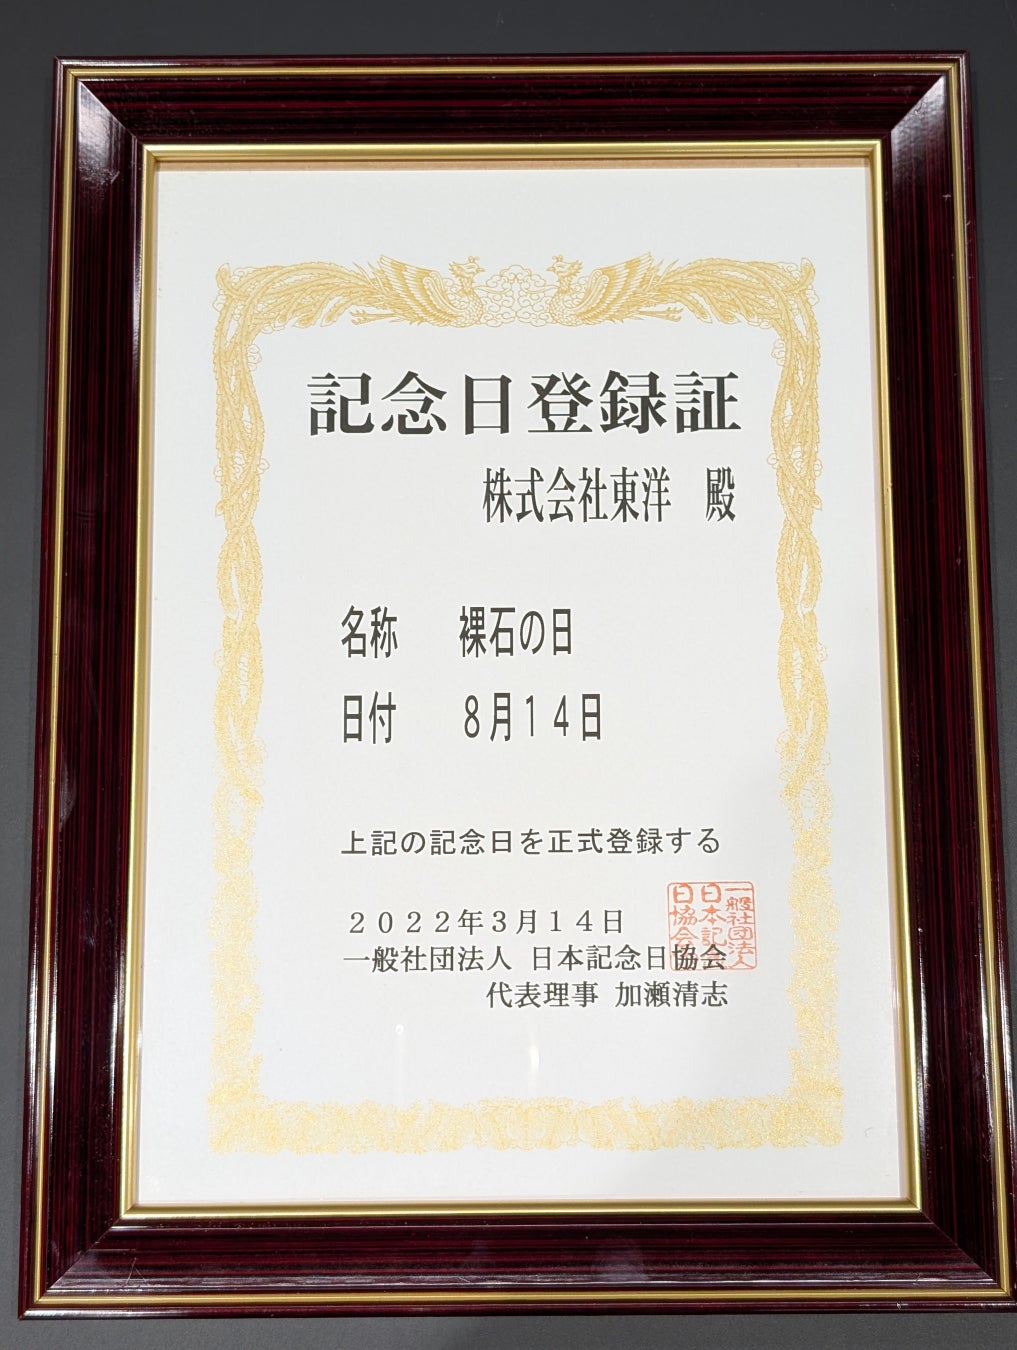 記念日登録証
株式会社東洋　殿
名称　　裸石の日
日付　　８月１４日
上記の記念日を正式登録する
２０２２年３月１４日
一般社団法人 日本記念日協会
代表理事 加瀬清志
一般社団法人
日本記念
日協会